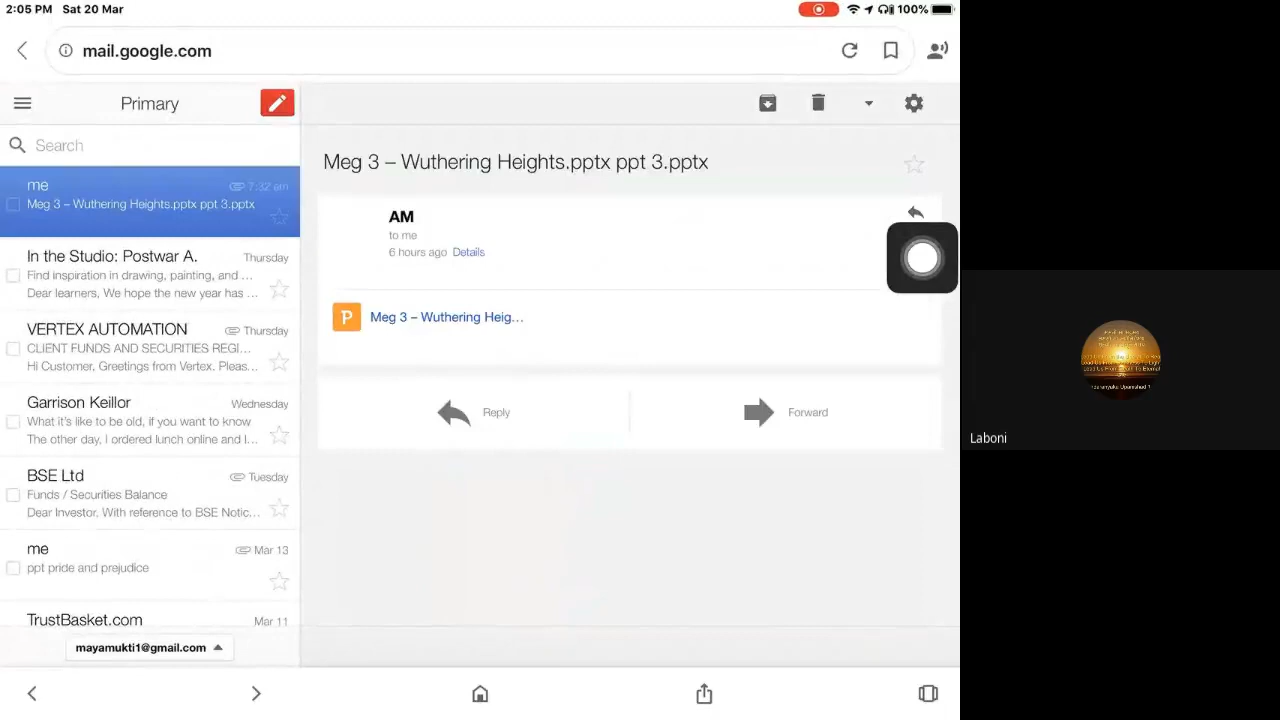 2:05 PM Sat 20 Mar
100%
mail.google.com
Primary
Search
me
7:32 am
Meg 3 – Wuthering Heights.pptx ppt 3.pptx
In the Studio: Postwar A.
Thursday
Find inspiration in drawing, painting, and ...
Dear learners, We hope the new year has ...
VERTEX AUTOMATION
Thursday
CLIENT FUNDS AND SECURITIES REGI...
Hi Customer, Greetings from Vertex. Pleas...
Garrison Keillor
Wednesday
What it's like to be old, if you want to know
The other day, I ordered lunch online and I...
BSE Ltd
Tuesday
Funds / Securities Balance
Dear Investor, With reference to BSE Notic...
me
Mar 13
ppt pride and prejudice
TrustBasket.com
Mar 11
mayamukti1@gmail.com
Meg 3 – Wuthering Heights.pptx ppt 3.pptx
AM
to me
6 hours ago Details
P
Meg 3 – Wuthering Heig...
Reply
Forward
Laboni